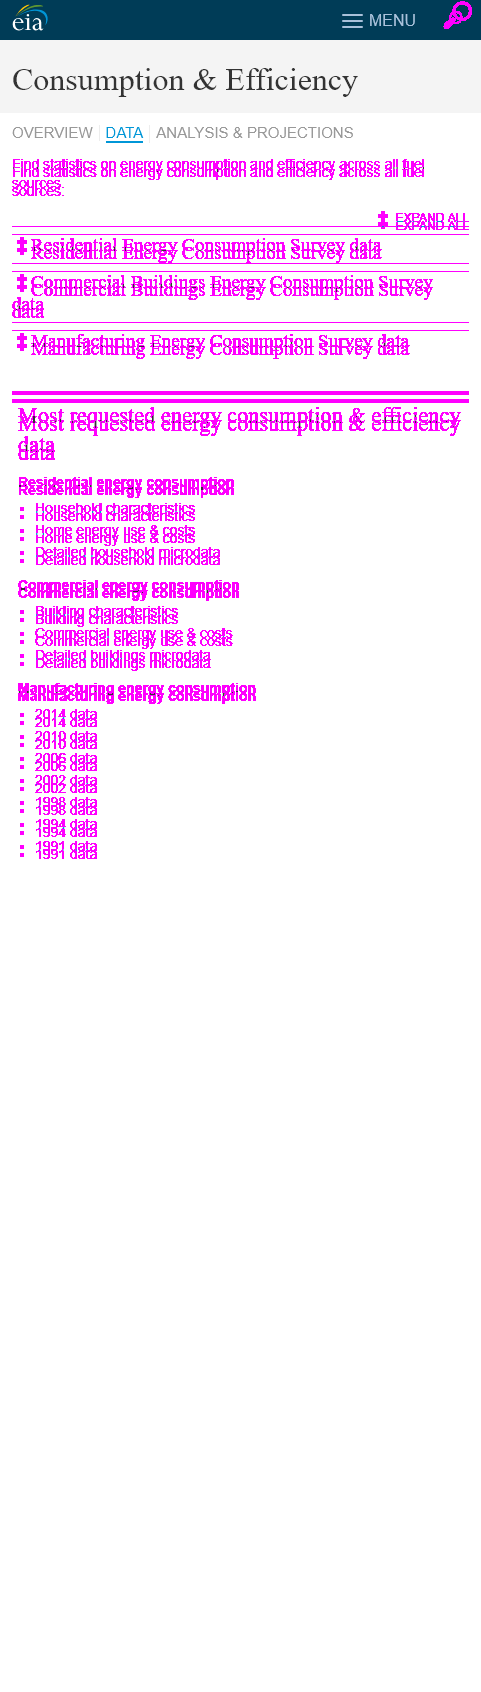 eia
MENU
Consumption & Efficiency
OVERVIEW DATA ANALYSIS & PROJECTIONS
Find statistics on energy consumption and efficiency across all fuel
sources.
EXPAND ALL
Residential Energy Consumption Survey data
Commercial Buildings Energy Consumption Survey
data
Manufacturing Energy Consumption Survey data
Most requested energy consumption & efficiency
data
Residential energy consumption
Household characteristics
Home energy use & costs
Detailed household microdata
Commercial energy consumption
Building characteristics
Commercial energy use & costs
Detailed buildings microdata
Manufacturing energy consumption
2014 data
2010 data
2006 data
2002 data
1998 data
1994 data
1991 data